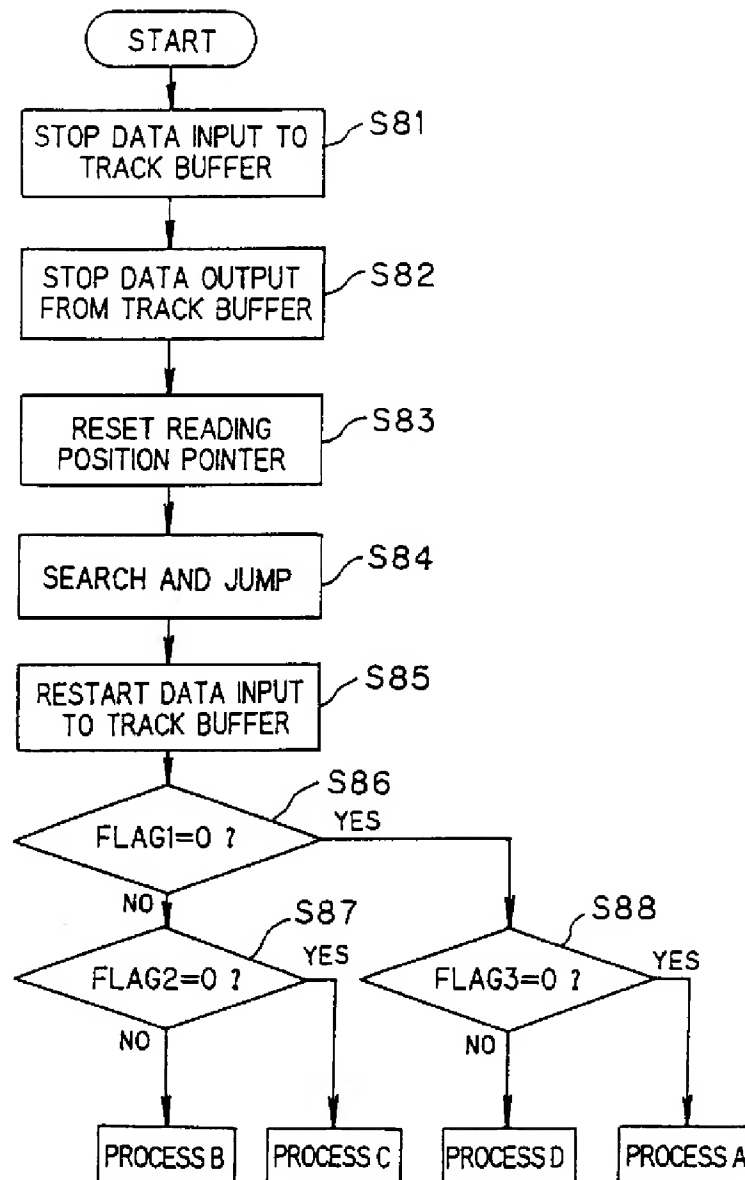 START
STOP DATA INPUT TO
TRACK BUFFER
S81
STOP DATA OUTPUT
FROM TRACK BUFFER
S82
RESET READING
POSITION POINTER
S83
SEARCH AND JUMP
S84
RESTART DATA INPUT
TO TRACK BUFFER
S85
FLAG1=0 ?
S86
YES
NO
FLAG2=0 ?
S87
YES
NO
FLAG3=0 ?
S88
YES
NO
PROCESS B
PROCESS C
PROCESS D
PROCESS A